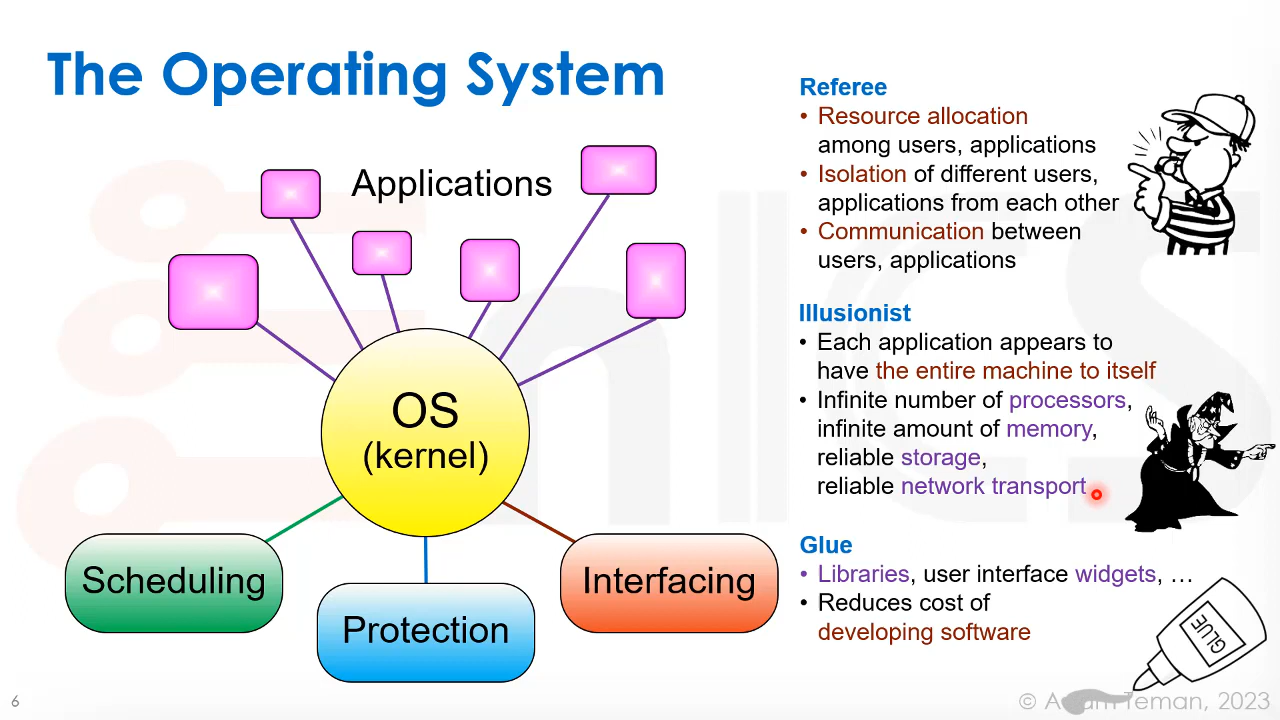 The Operating System
Applications
OS
(kernel)
Scheduling
Protection
Interfacing
Referee
• Resource allocation
among users, applications
• Isolation of different users,
applications from each other
• Communication between
users, applications
Illusionist
• Each application appears to
have the entire machine to itself
• Infinite number of processors,
infinite amount of memory,
reliable storage,
reliable network transport
Glue
• Libraries, user interface widgets, …
• Reduces cost of
developing software
GLUE
6
© Teman, 2023